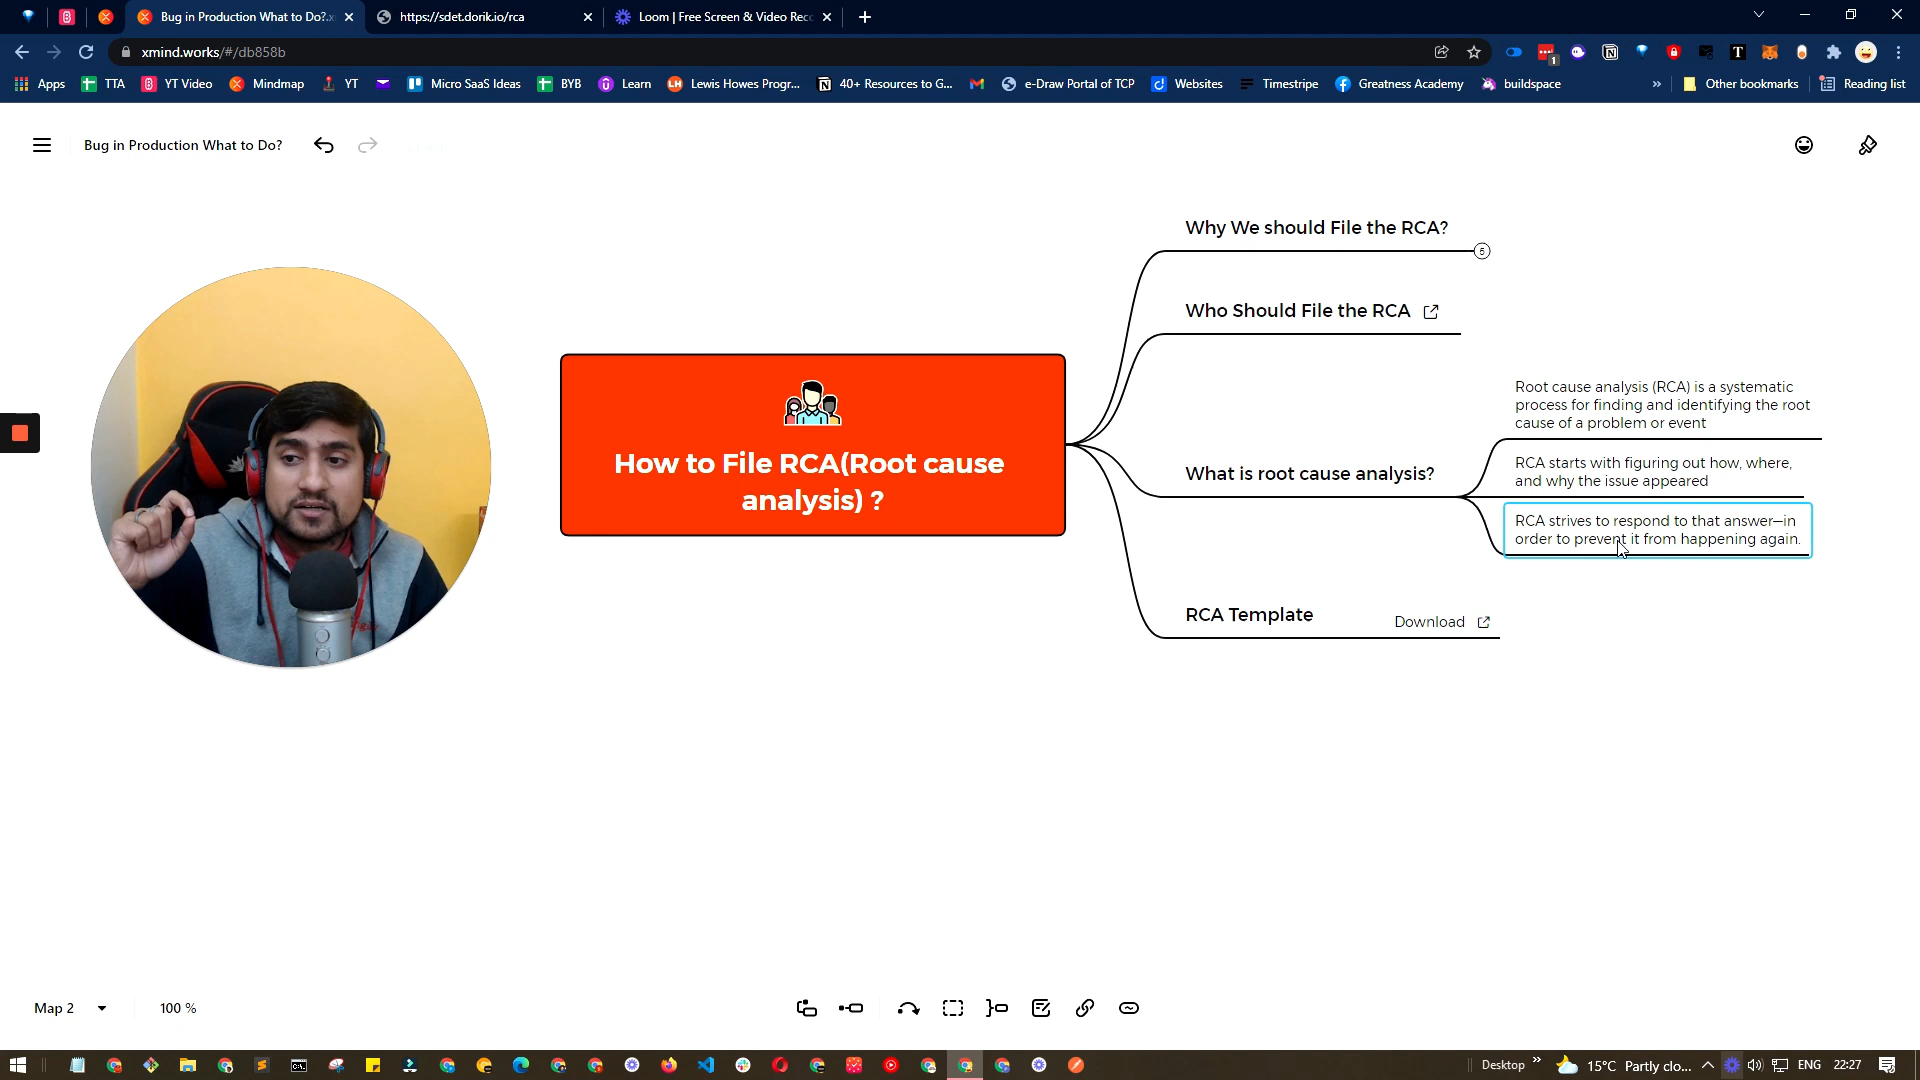 Bug in Production What to Do?.x
https://sdet.dorik.io/rca
Loom | Free Screen & Video Rec
xmind.works/#/db858b
1
Apps
TTA
YT Video
Mindmap
YT
Micro SaaS Ideas
BYB
Learn
Lewis Howes Progr...
40+ Resources to G...
e-Draw Portal of TCP
Websites
Timestripe
Greatness Academy
buildspace
»
Other bookmarks
Reading list
Bug in Production What to Do?
Why We should File the RCA?
5
Who Should File the RCA
How to File RCA(Root cause
analysis) ?
What is root cause analysis?
Root cause analysis (RCA) is a systematic
process for finding and identifying the root
cause of a problem or event
RCA starts with figuring out how, where,
and why the issue appeared
RCA strives to respond to that answer—in
order to prevent it from happening again.
RCA Template
Download
Map 2
100 %
Desktop
»
15°C Partly clo...
ENG
22:27